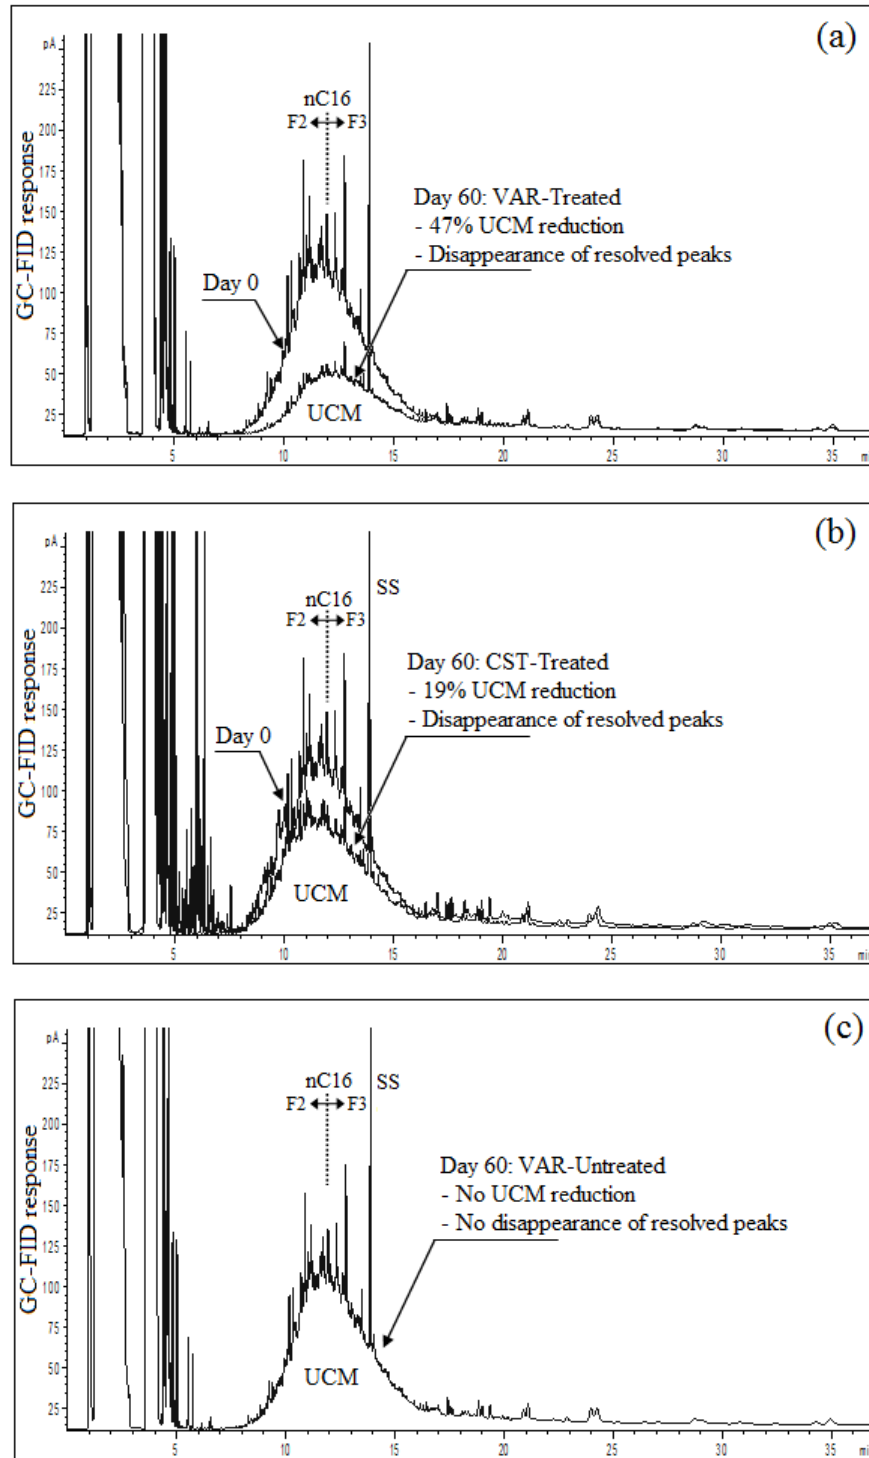 (a)
pA
225
200
175
150
125
100
75
50
25
GC-FID response
nC16
F2 F3
Day 60: VAR-Treated
- 47% UCM reduction
- Disappearance of resolved peaks
Day 0
UCM
5 10 15 20 25 30 35 mi
(b)
pA
225
200
175
150
125
100
75
50
25
GC-FID response
SS
nC16
F2 F3
Day 60: CST-Treated
- 19% UCM reduction
- Disappearance of resolved peaks
Day 0
UCM
5 10 15 20 25 30 35 min
(c)
pA
225
200
175
150
125
100
75
50
25
GC-FID response
nC16 SS
F2 F3
Day 60: VAR-Untreated
- No UCM reduction
- No disappearance of resolved peaks
UCM
5 10 15 20 25 30 35 mi